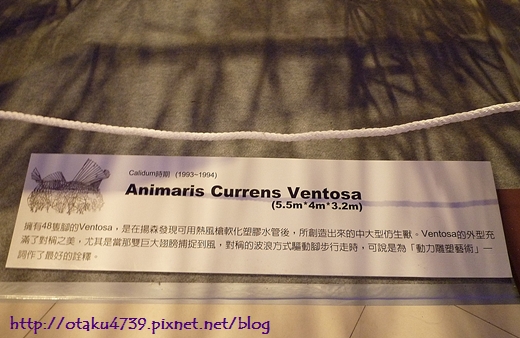 Calidum時期 (1993~1994)
Animaris Currens Ventosa
(5.5m*4m*3.2m)
擁有48隻腳的Ventosa，是在揚森發現可用熱風槍軟化塑膠水管後，所創造出來的中大型仿生獸。Ventosa的外型充
滿了對稱之美，尤其是當那雙巨大翅膀捕捉到風，對稱的波浪方式驅動腳步行走時，可說是為「動力雕塑藝術」一
詞作了最好的詮釋。
http://otaku4739.pixnet.net/blog